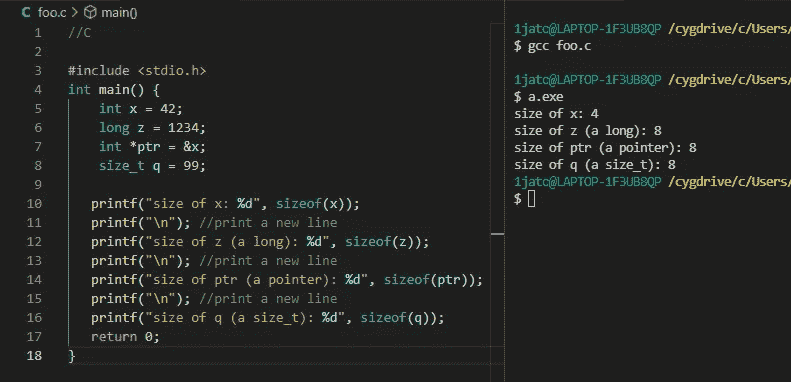 foo.c > main()
1 //C
2
3 #include <stdio.h>
4 int main() {
5 int x = 42;
6 long z = 1234;
7 int *ptr = &x;
8 size_t q = 99;
9
10 printf("size of x: %d", sizeof(x));
11 printf("\n"); //print a new line
12 printf("size of z (a long): %d", sizeof(z));
13 printf("\n"); //print a new line
14 printf("size of ptr (a pointer): %d", sizeof(ptr));
15 printf("\n"); //print a new line
16 printf("size of q (a size_t): %d", sizeof(q));
17 return 0;
18 }
1jatc@LAPTOP-1F3UB8QP /cygdrive/c/Users/
$ gcc foo.c
1jatc@LAPTOP-1F3UB8QP /cygdrive/c/Users/
$ a.exe
size of x: 4
size of z (a long): 8
size of ptr (a pointer): 8
size of q (a size_t): 8
1jatc@LAPTOP-1F3UB8QP /cygdrive/c/Users/
$